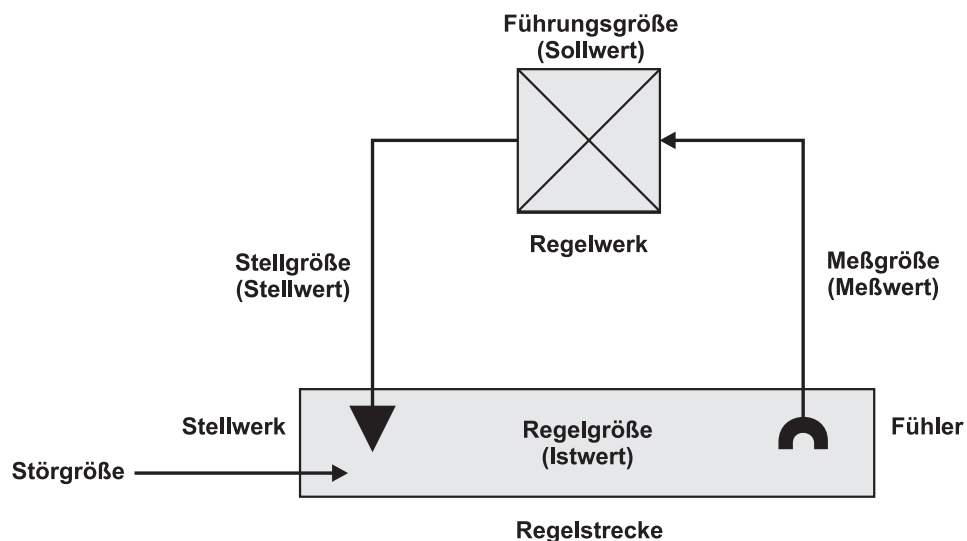 Führungsgröße
(Sollwert)
Regelwerk
Stellgröße
(Stellwert)
Meßgröße
(Meßwert)
Stellwerk
Regelgröße
(Istwert)
Fühler
Störgröße
Regelstrecke